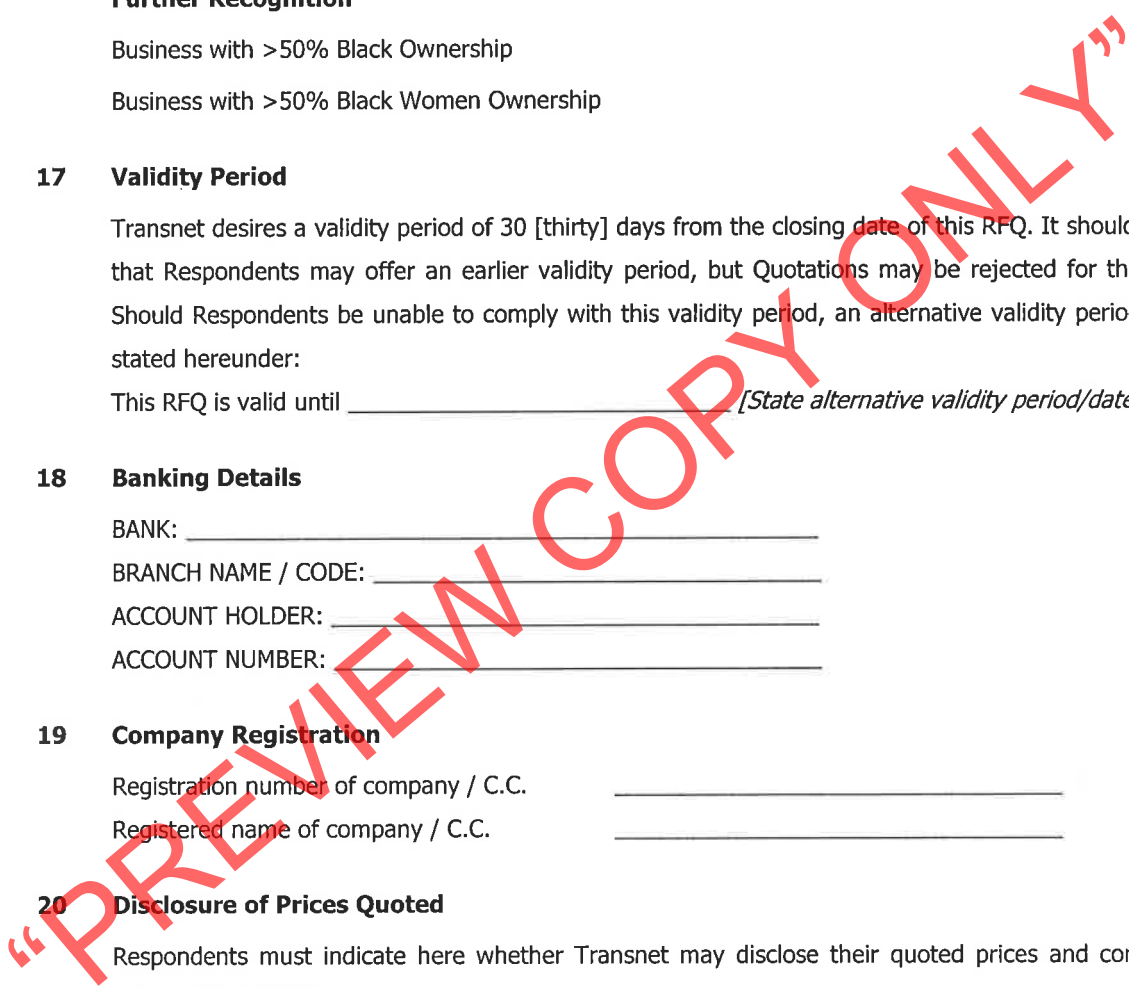 Further Recognition
Business with >50% Black Ownership
Business with >50% Black Women Ownership
17 Validity Period
Transnet desires a validity period of 30 [thirty] days from the closing date of this RFQ. It should
that Respondents may offer an earlier validity period, but Quotations may be rejected for th
Should Respondents be unable to comply with this validity period, an alternative validity perio
stated hereunder:
This RFQ is valid until [State alternative validity period/date
18 Banking Details
BANK:
BRANCH NAME / CODE:
ACCOUNT HOLDER:
ACCOUNT NUMBER:
19 Company Registration
Registration number of company / C.C.
Registered name of company / C.C.
20 Disclosure of Prices Quoted
Respondents must indicate here whether Transnet may disclose their quoted prices and con
“PREVIEW COPY ONLY”